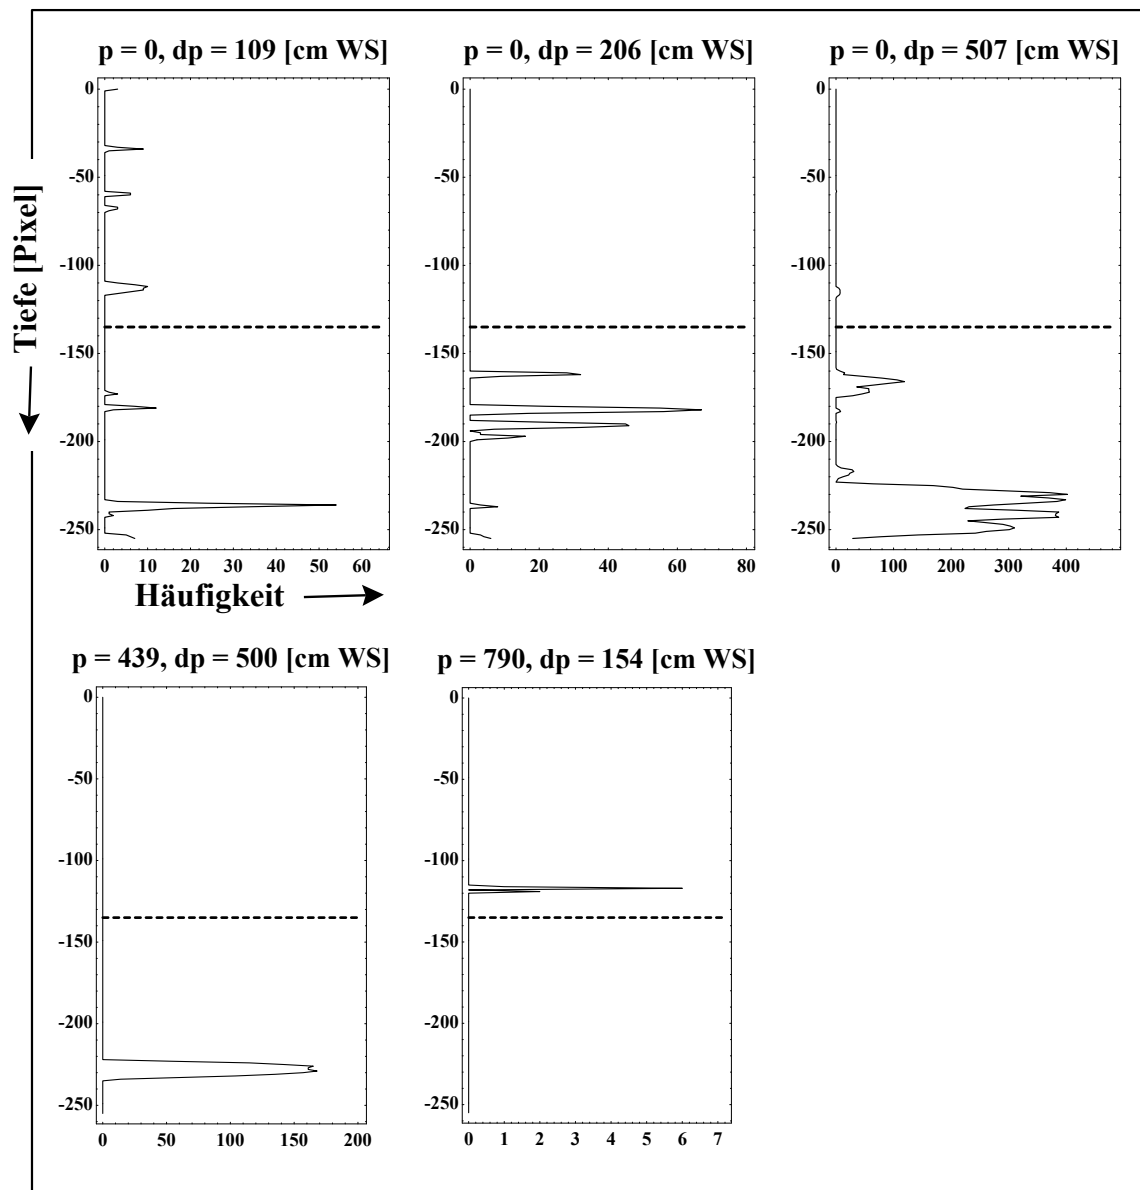 p = 0, dp = 109 [cm WS]
p = 0, dp = 206 [cm WS]
p = 0, dp = 507 [cm WS]
Tiefe [Pixel]
0
-50
-100
-150
-200
-250
0 10 20 30 40 50 60
0
-50
-100
-150
-200
-250
0 20 40 60 80
0
-50
-100
-150
-200
-250
0 100 200 300 400
Häufigkeit
p = 439, dp = 500 [cm WS]
p = 790, dp = 154 [cm WS]
0
-50
-100
-150
-200
-250
0 50 100 150 200
0
-50
-100
-150
-200
-250
0 1 2 3 4 5 6 7